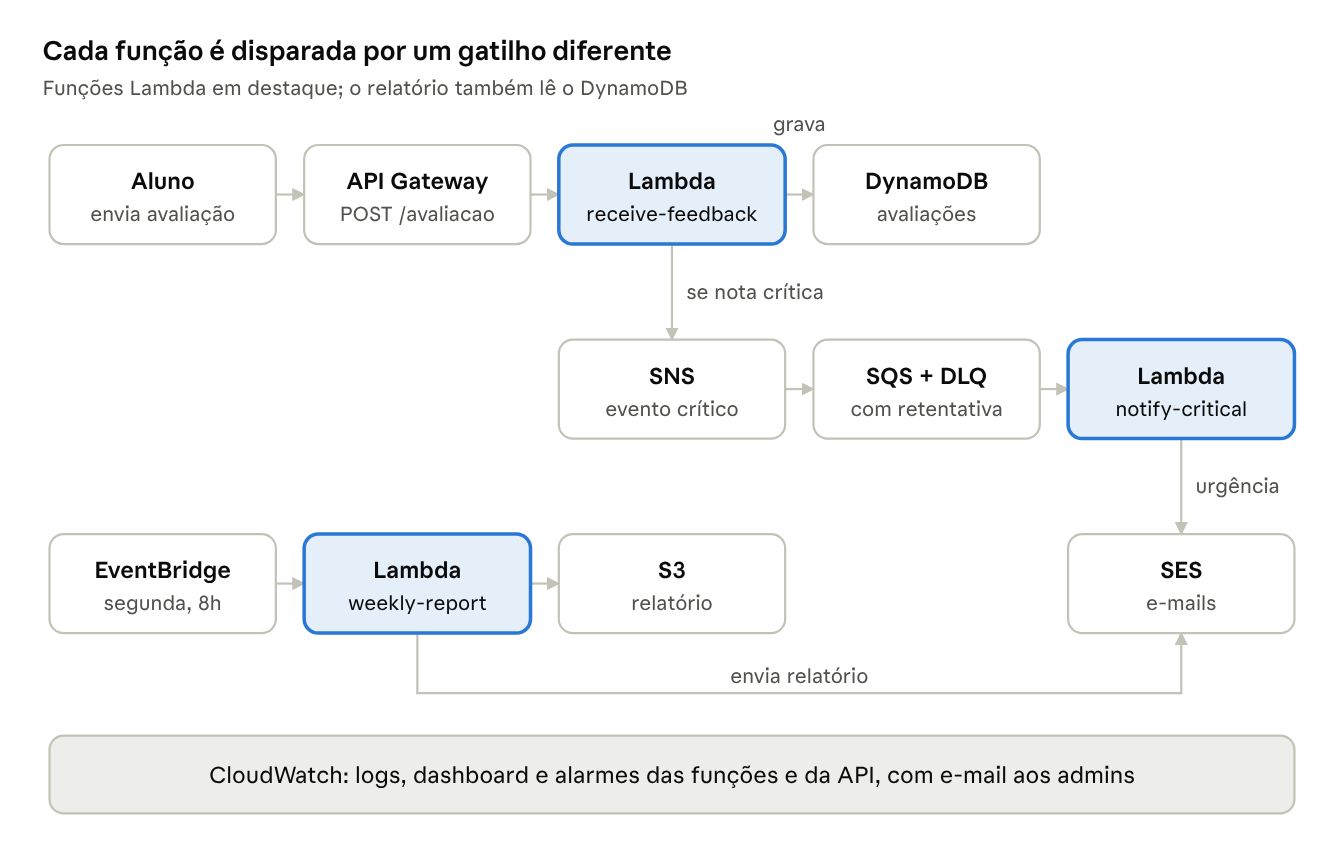 Cada função é disparada por um gatilho diferente
Funções Lambda em destaque; o relatório também lê o DynamoDB
grava
Aluno
envia avaliação
API Gateway
POST /avaliacao
Lambda
receive-feedback
DynamoDB
avaliações
se nota crítica
SNS
evento crítico
SQS + DLQ
com retentativa
Lambda
notify-critical
urgência
EventBridge
segunda, 8h
Lambda
weekly-report
S3
relatório
SES
e-mails
envia relatório
CloudWatch: logs, dashboard e alarmes das funções e da API, com e-mail aos admins